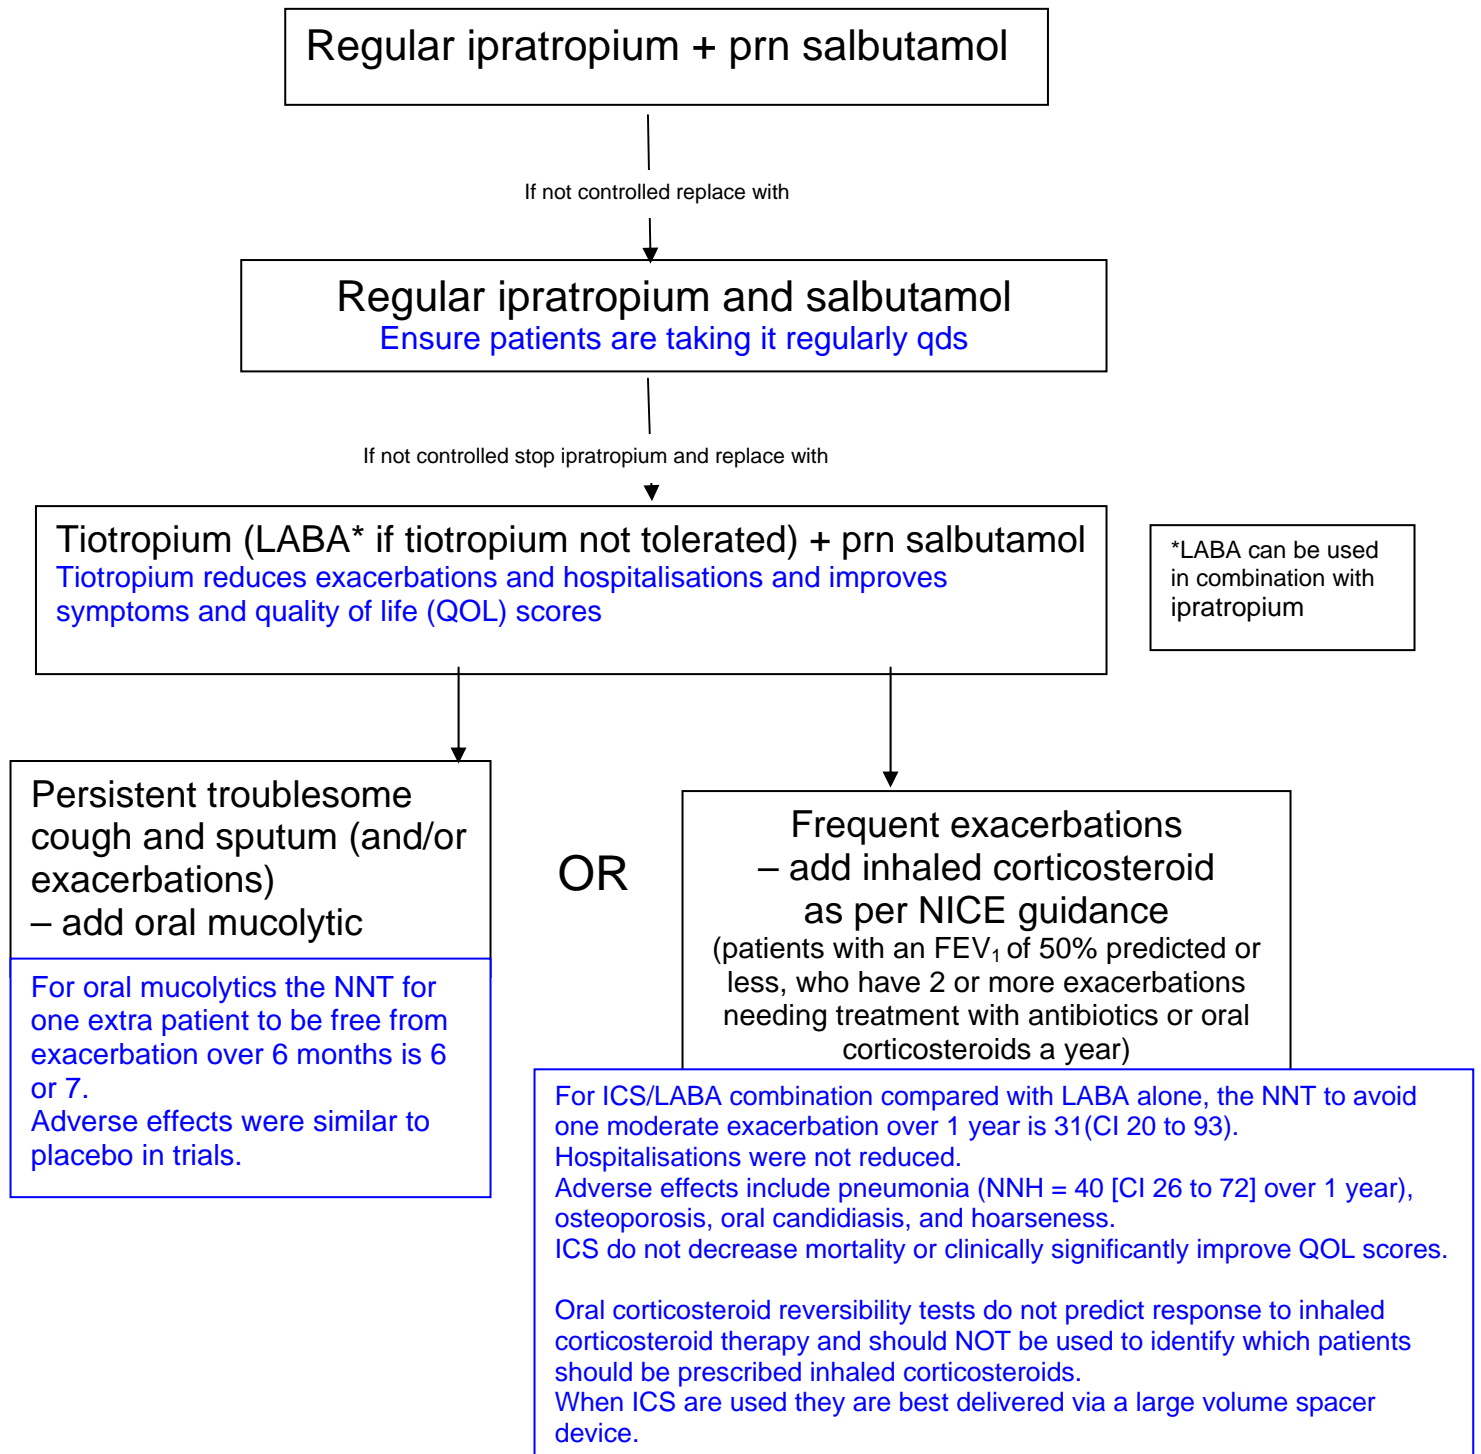 Regular ipratropium + prn salbutamol
If not controlled replace with
Regular ipratropium and salbutamol
Ensure patients are taking it regularly qds
If not controlled stop ipratropium and replace with
Tiotropium (LABA* if tiotropium not tolerated) + prn salbutamol
Tiotropium reduces exacerbations and hospitalisations and improves
symptoms and quality of life (QOL) scores
*LABA can be used
in combination with
ipratropium
Persistent troublesome
cough and sputum (and/or
exacerbations)
– add oral mucolytic
For oral mucolytics the NNT for
one extra patient to be free from
exacerbation over 6 months is 6
or 7.
Adverse effects were similar to
placebo in trials.
OR
Frequent exacerbations
– add inhaled corticosteroid
as per NICE guidance
(patients with an FEV₁ of 50% predicted or
less, who have 2 or more exacerbations
needing treatment with antibiotics or oral
corticosteroids a year)
For ICS/LABA combination compared with LABA alone, the NNT to avoid
one moderate exacerbation over 1 year is 31(CI 20 to 93).
Hospitalisations were not reduced.
Adverse effects include pneumonia (NNH = 40 [CI 26 to 72] over 1 year),
osteoporosis, oral candidiasis, and hoarseness.
ICS do not decrease mortality or clinically significantly improve QOL scores.
Oral corticosteroid reversibility tests do not predict response to inhaled
corticosteroid therapy and should NOT be used to identify which patients
should be prescribed inhaled corticosteroids.
When ICS are used they are best delivered via a large volume spacer
device.